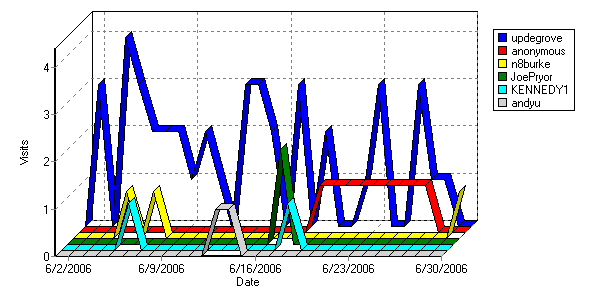 updegrove
anonymous
n8burke
JoePryor
KENNEDY1
andyu
Visits
4
3
2
1
0
6/2/2006 6/9/2006 6/16/2006 6/23/2006 6/30/2006
Date